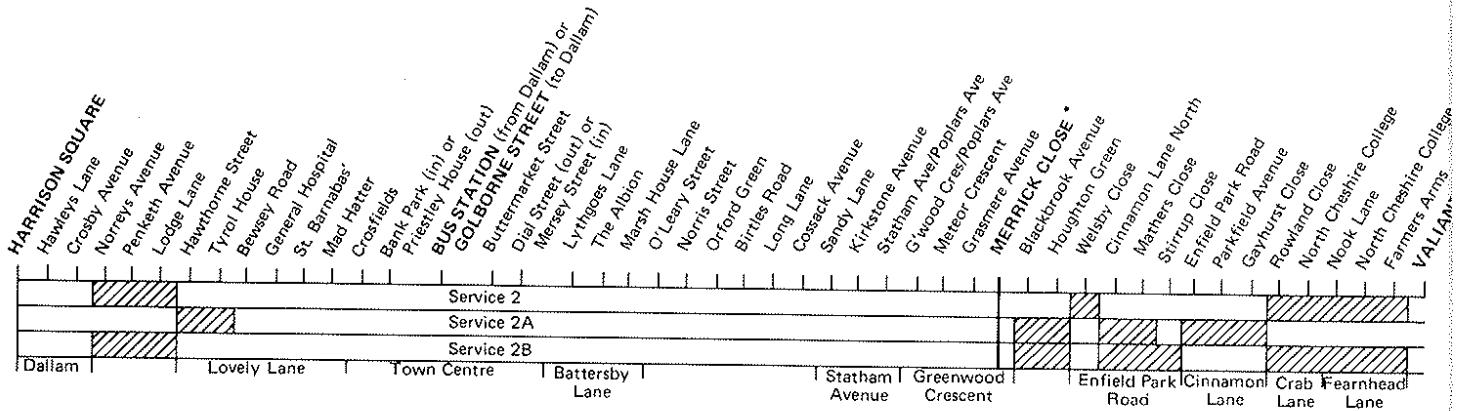 HARRISON SQUARE
Hawleys Lane
Crosby Avenue
Norreys Avenue
Penketh Avenue
Lodge Lane
Hawthorne Street
Tyrol House
Bewsey Road
General Hospital
St. Barnabas'
Mad Hatter
Crosfields
Bank Park (in) or
Priestley House (out)
BUS STATION (from Dallam) or
GOLBORNE STREET (to Dallam)
Buttermarket Street
Dial Street (out) or
Mersey Street (in)
Lythgoes Lane
The Albion
Marsh House Lane
O'Leary Street
Norris Street
Orford Green
Birtles Road
Long Lane
Cossack Avenue
Sandy Lane
Kirkstone Avenue
Statham Ave/Poplars Ave
G'wood Cres/Poplars Ave
Meteor Crescent
Grasmere Avenue
MERRICK CLOSE *
Blackbrook Avenue
Houghton Green
Welsby Close
Cinnamon Lane North
Mathers Close
Stirrup Close
Enfield Park Road
Parkfield Avenue
Gayhurst Close
Rowland Close
North Cheshire College
Nook Lane
North Cheshire College
Farmers Arms
VALIANT
Service 2
Service 2A
Service 2B
Dallam
Lovely Lane
Town Centre
Battersby
Lane
Statham
Avenue
Greenwood
Crescent
Enfield Park
Road
Cinnamon
Lane
Crab
Lane
Fearnhead
Lane